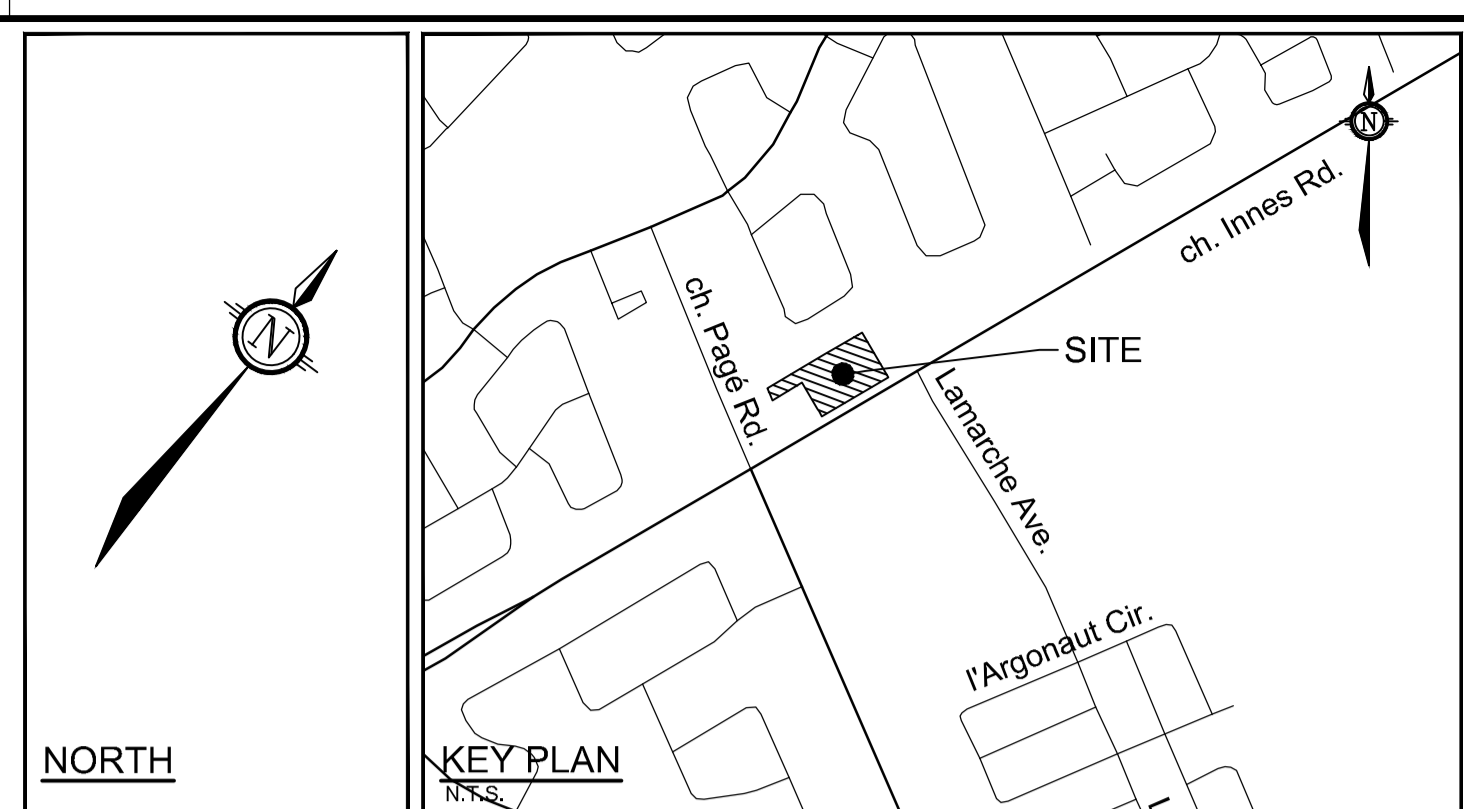 N
NORTH
N
ch. Innes Rd.
ch. Pagé Rd.
SITE
Lamarche Ave.
l'Argonaut Cir.
KEY PLAN
N.T.S.